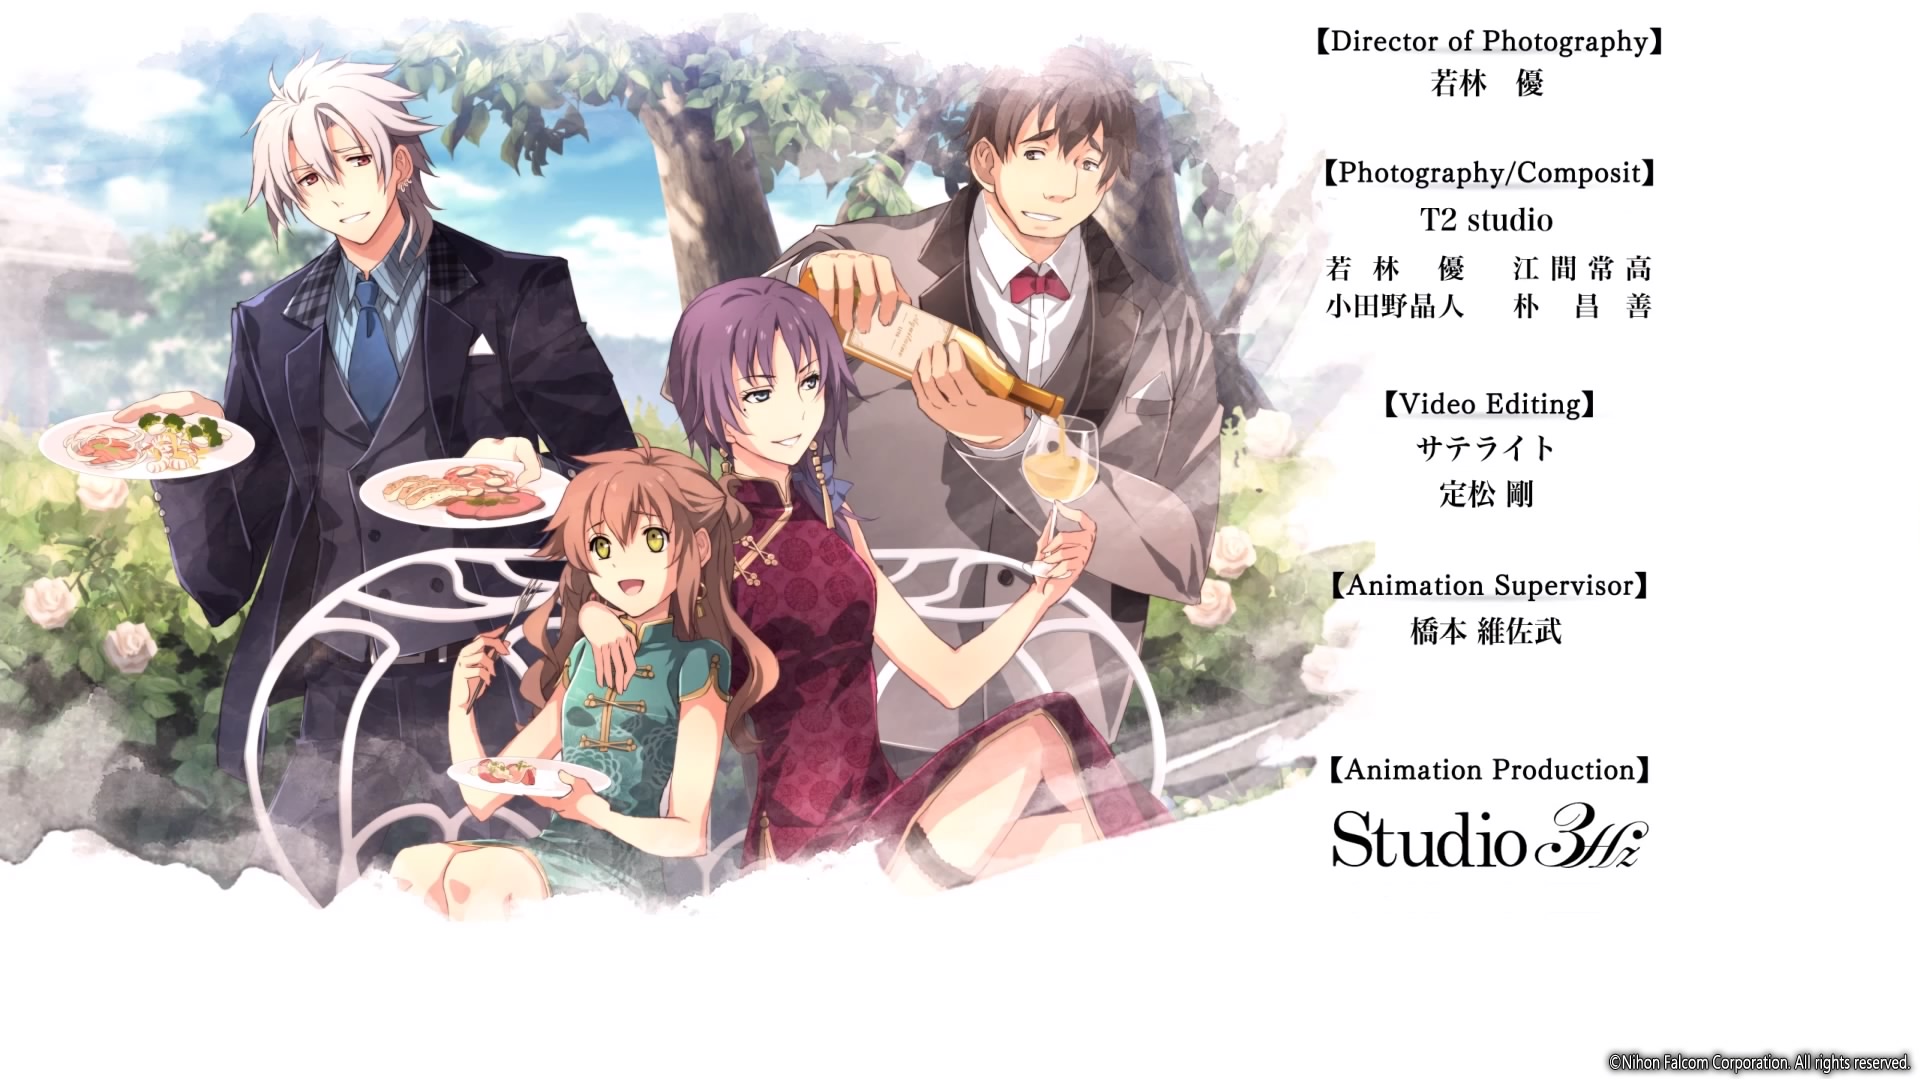 【Director of Photography】
若林　優
【Photography/Composit】
T2 studio
若林　優　江間常高
小田野晶人　朴　昌　善
【Video Editing】
サテライト
定松 剛
【Animation Supervisor】
橋本 維佐武
【Animation Production】
Studio 3Hz
©Nihon Falcom Corporation. All rights reserved.